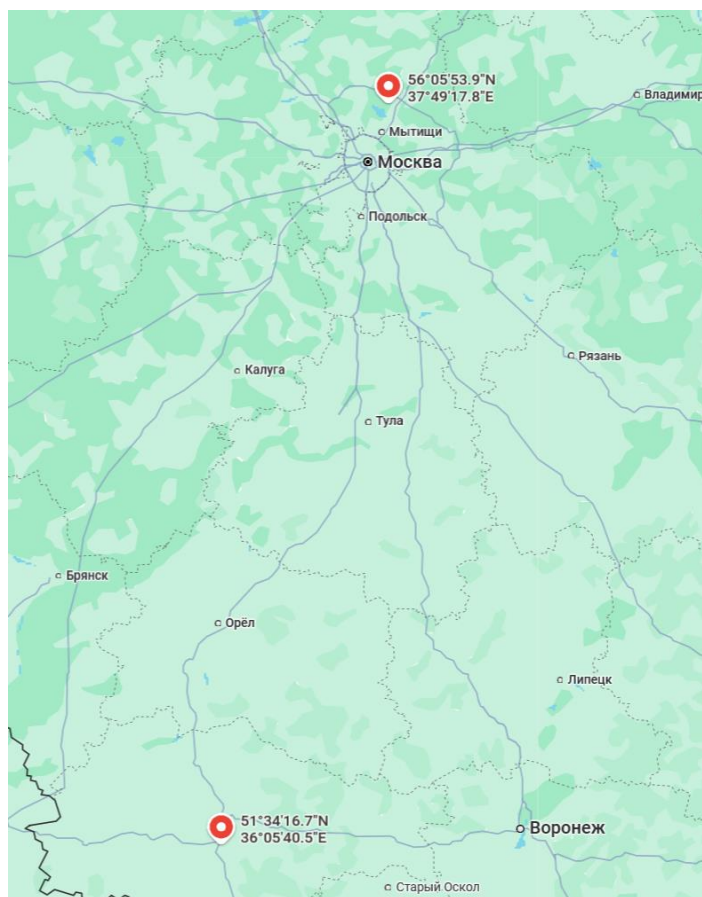 56°05'53.9"N
37°49'17.8"E
Владимир
Мытищи
Москва
Подольск
Рязань
Калуга
Тула
Брянск
Орёл
Липецк
51°34'16.7"N
36°05'40.5"E
Воронеж
Старый Оскол